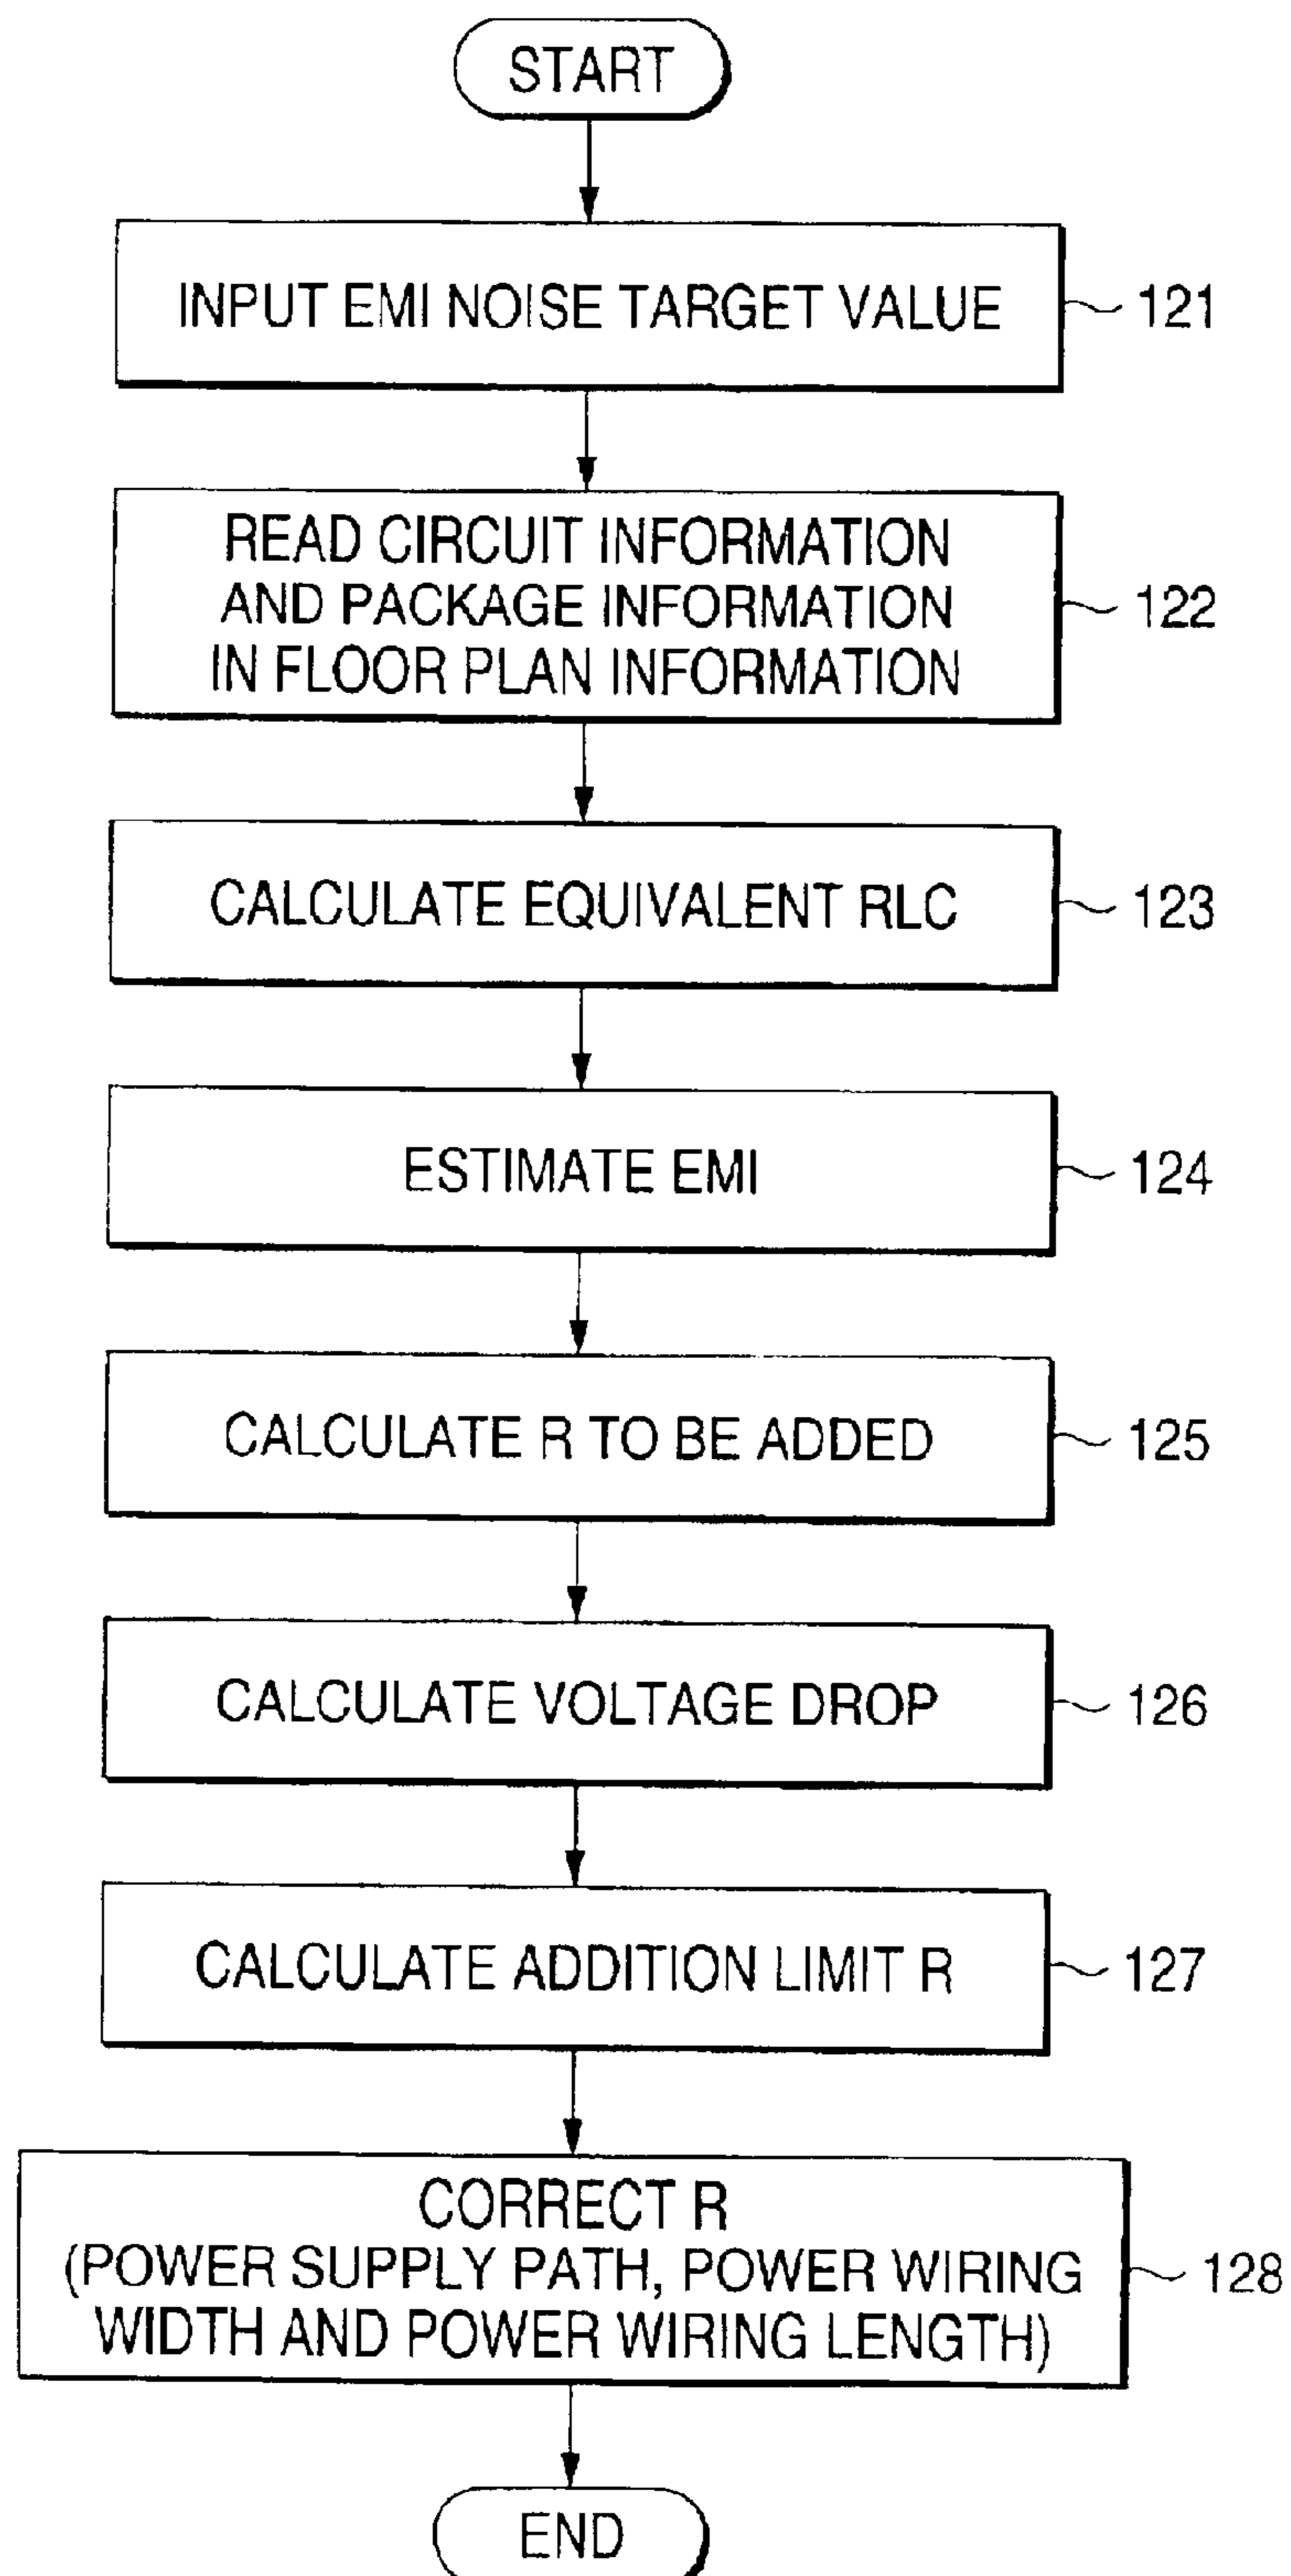 START
INPUT EMI NOISE TARGET VALUE
121
READ CIRCUIT INFORMATION
AND PACKAGE INFORMATION
IN FLOOR PLAN INFORMATION
122
CALCULATE EQUIVALENT RLC
123
ESTIMATE EMI
124
CALCULATE R TO BE ADDED
125
CALCULATE VOLTAGE DROP
126
CALCULATE ADDITION LIMIT R
127
CORRECT R
(POWER SUPPLY PATH, POWER WIRING
WIDTH AND POWER WIRING LENGTH)
128
END